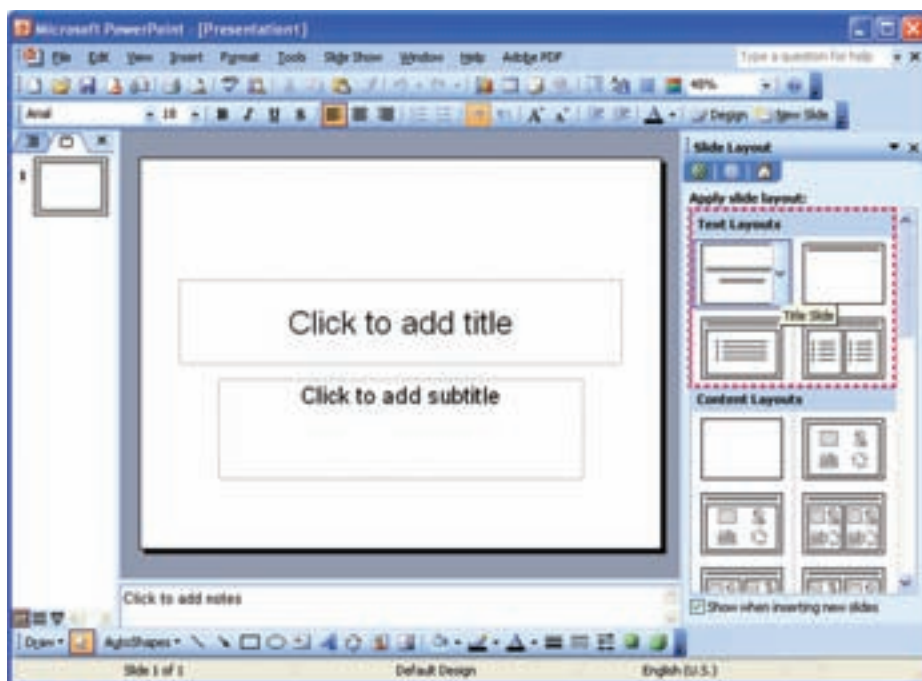 Microsoft PowerPoint - [Presentation1]
File Edit View Insert Format Tools Slide Show Window Help Adobe PDF Type a question for help
48%
Arial 18 B I U S A A A Design New Slide
Slide Layout
1
Apply slide layout:
Text Layouts
Title Slide
Click to add title
Click to add subtitle
Content Layouts
Click to add notes
Show when inserting new slides
Draw AutoShapes A A
Slide 1 of 1 Default Design English (U.S.)